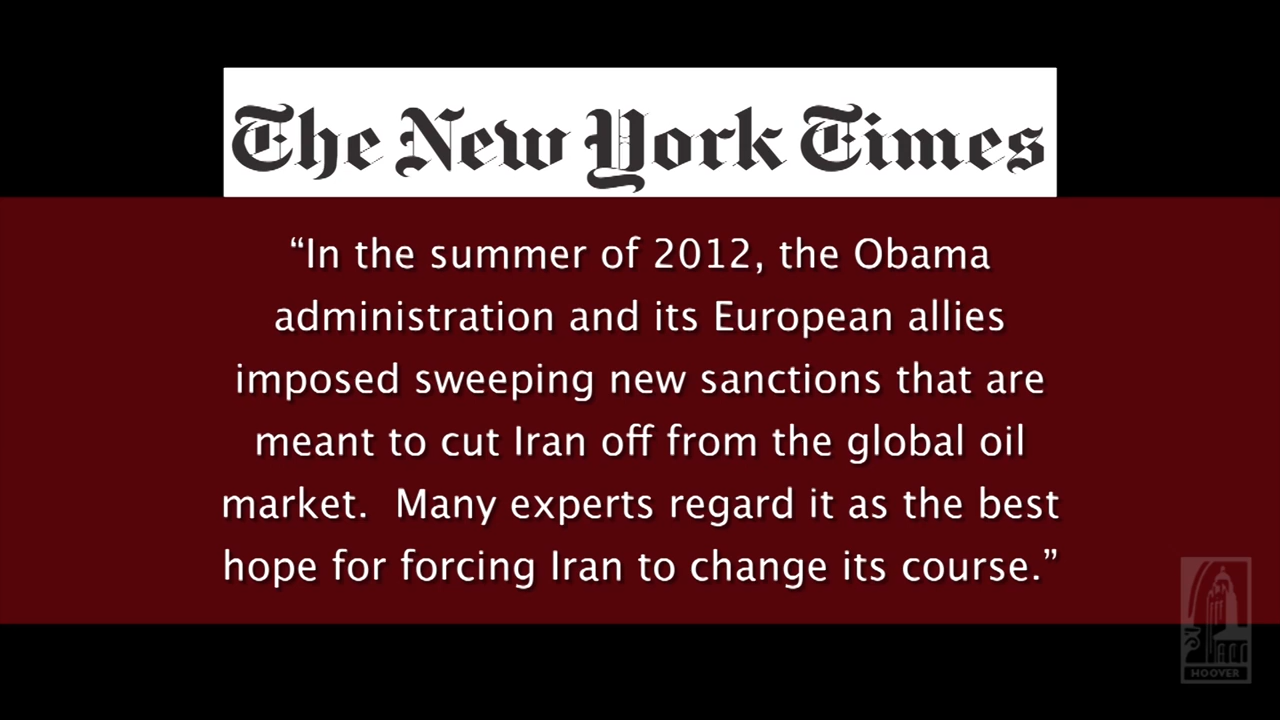 The New York Times
“In the summer of 2012, the Obama
administration and its European allies
imposed sweeping new sanctions that are
meant to cut Iran off from the global oil
market.  Many experts regard it as the best
hope for forcing Iran to change its course.”
HOOVER